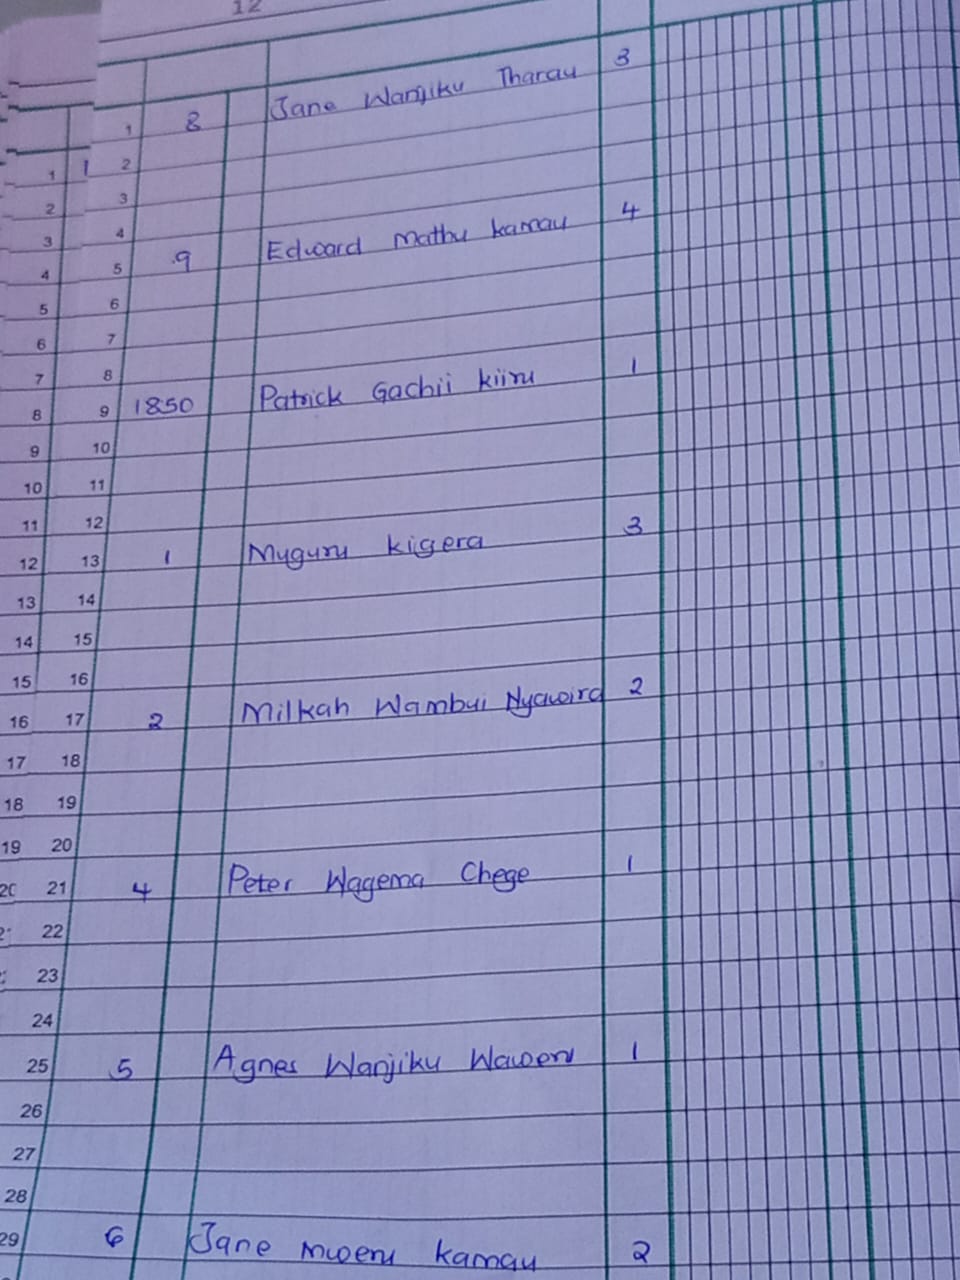 12
1 8 Jane Wanjiku Tharau 3
1 1 2
2 3
3 4
4 5 9 Edward Mathu kamau 4
5 6
6 7
7 8
8 9 1850 Patrick Gachii kiiru 1
9 10
10 11
11 12
12 13 1 Muguru kigera 3
13 14
14 15
15 16
16 17 2 Milkah Wambui Nyawira 2
17 18
18 19
19 20
20 21 4 Peter Wagema Chege 1
22
23
24
25 5 Agnes Wanjiku Waweru 1
26
27
28
29 6 Jane mweru kamau 2